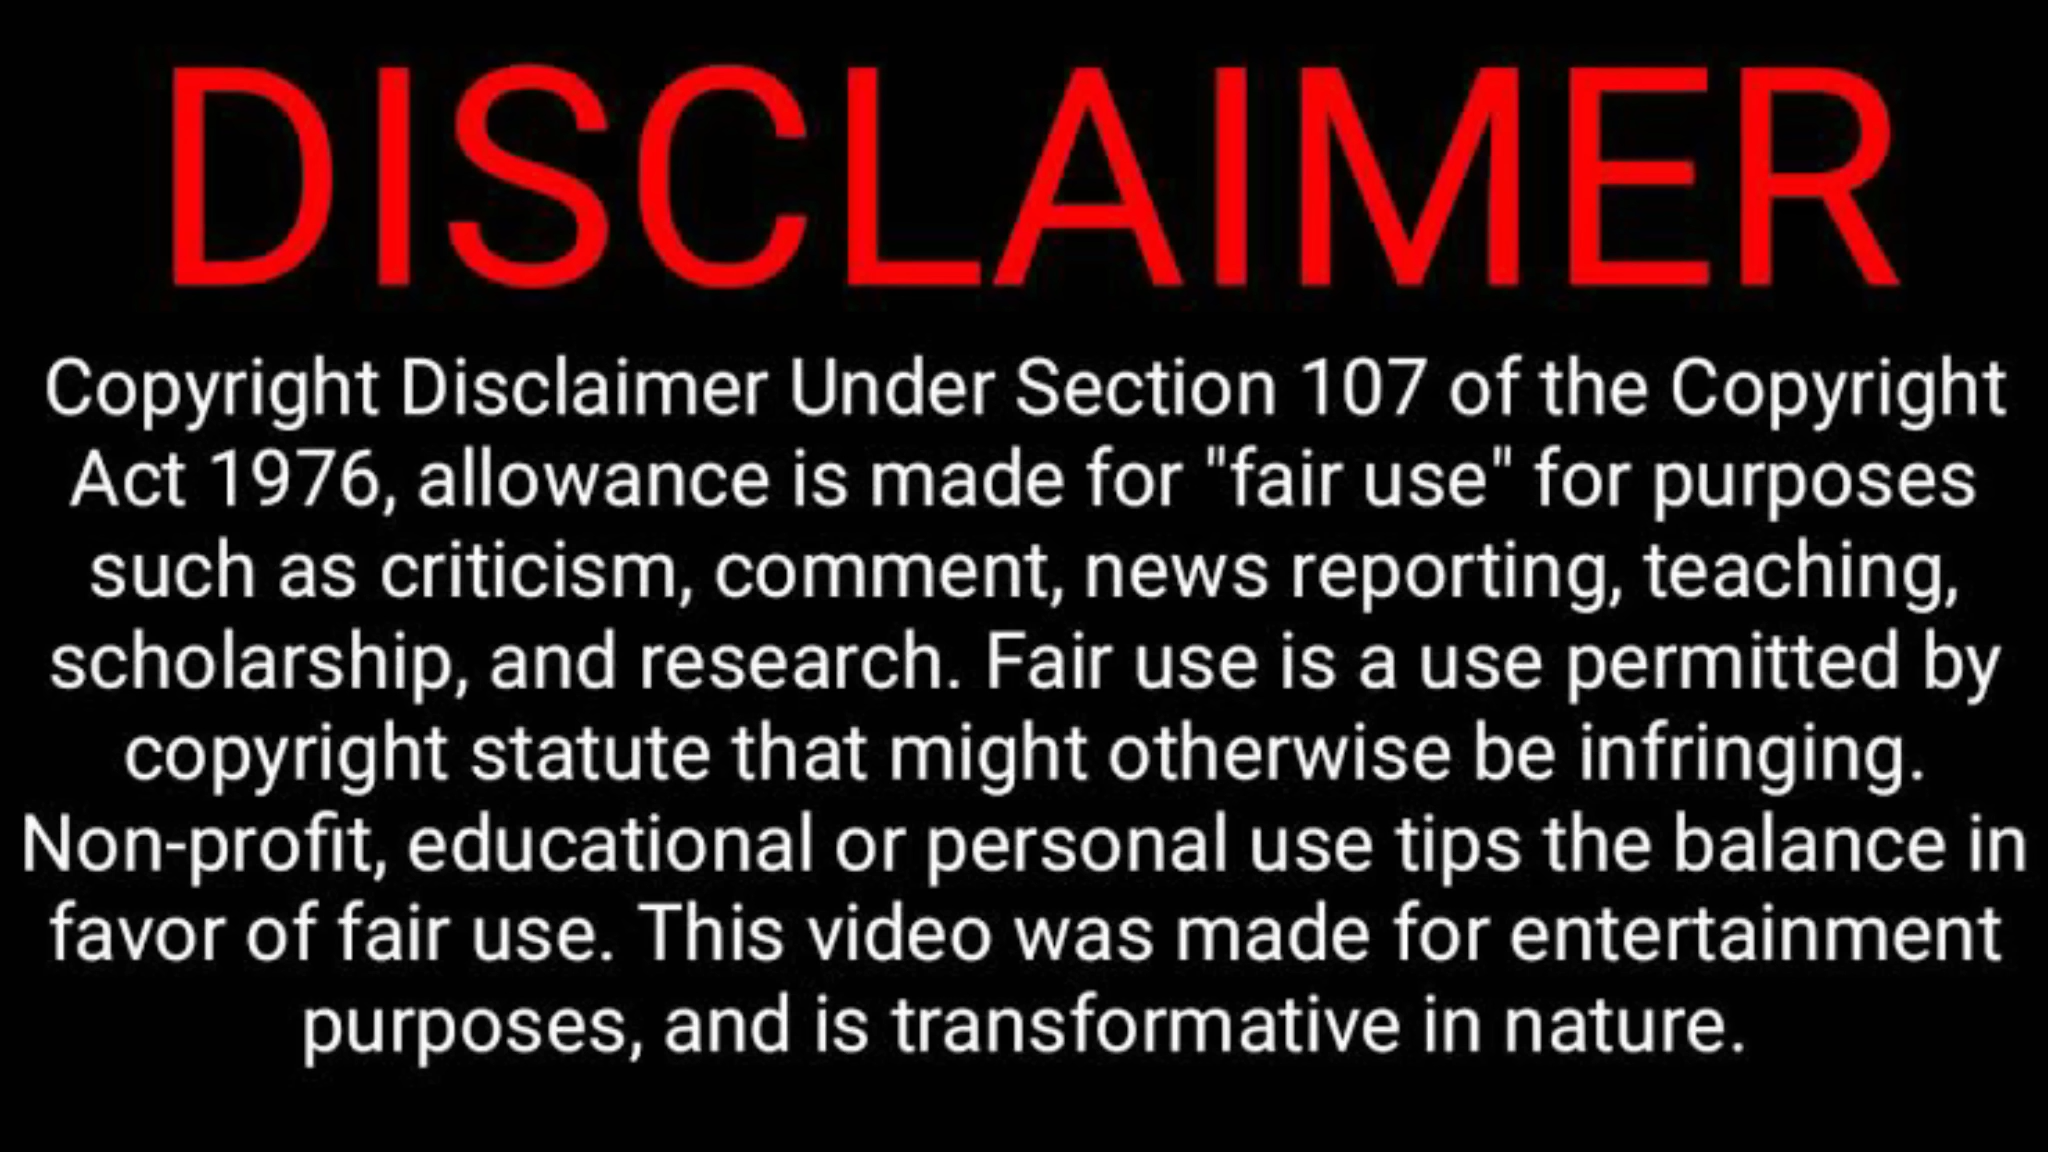 DISCLAIMER
Copyright Disclaimer Under Section 107 of the Copyright
Act 1976, allowance is made for "fair use" for purposes
such as criticism, comment, news reporting, teaching,
scholarship, and research. Fair use is a use permitted by
copyright statute that might otherwise be infringing.
Non-profit, educational or personal use tips the balance in
favor of fair use. This video was made for entertainment
purposes, and is transformative in nature.